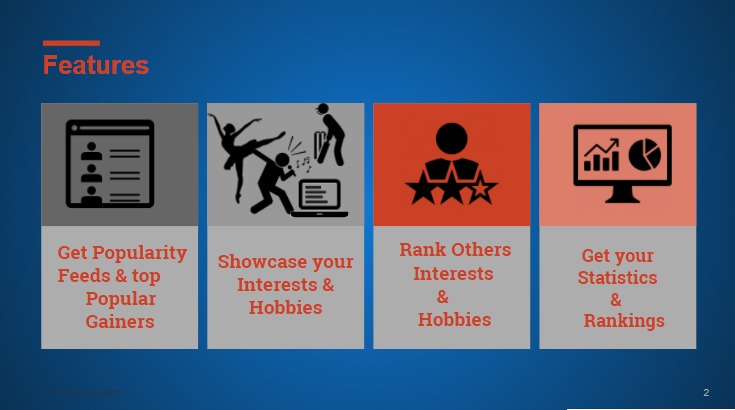 Features
Get Popularity
Feeds & top
Popular
Gainers
Showcase your
Interests &
Hobbies
Rank Others
Interests
&
Hobbies
Get your
Statistics
&
Rankings
2